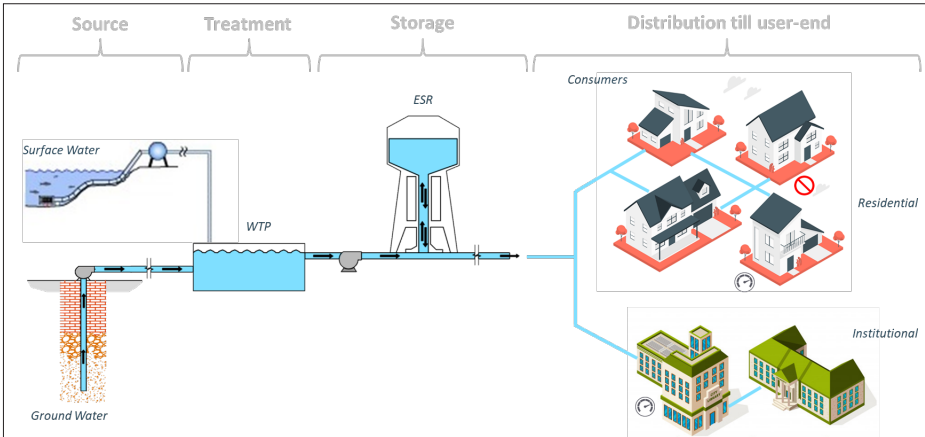 Source
Treatment
Storage
Distribution till user-end
Consumers
ESR
Surface Water
Residential
WTP
Institutional
Ground Water